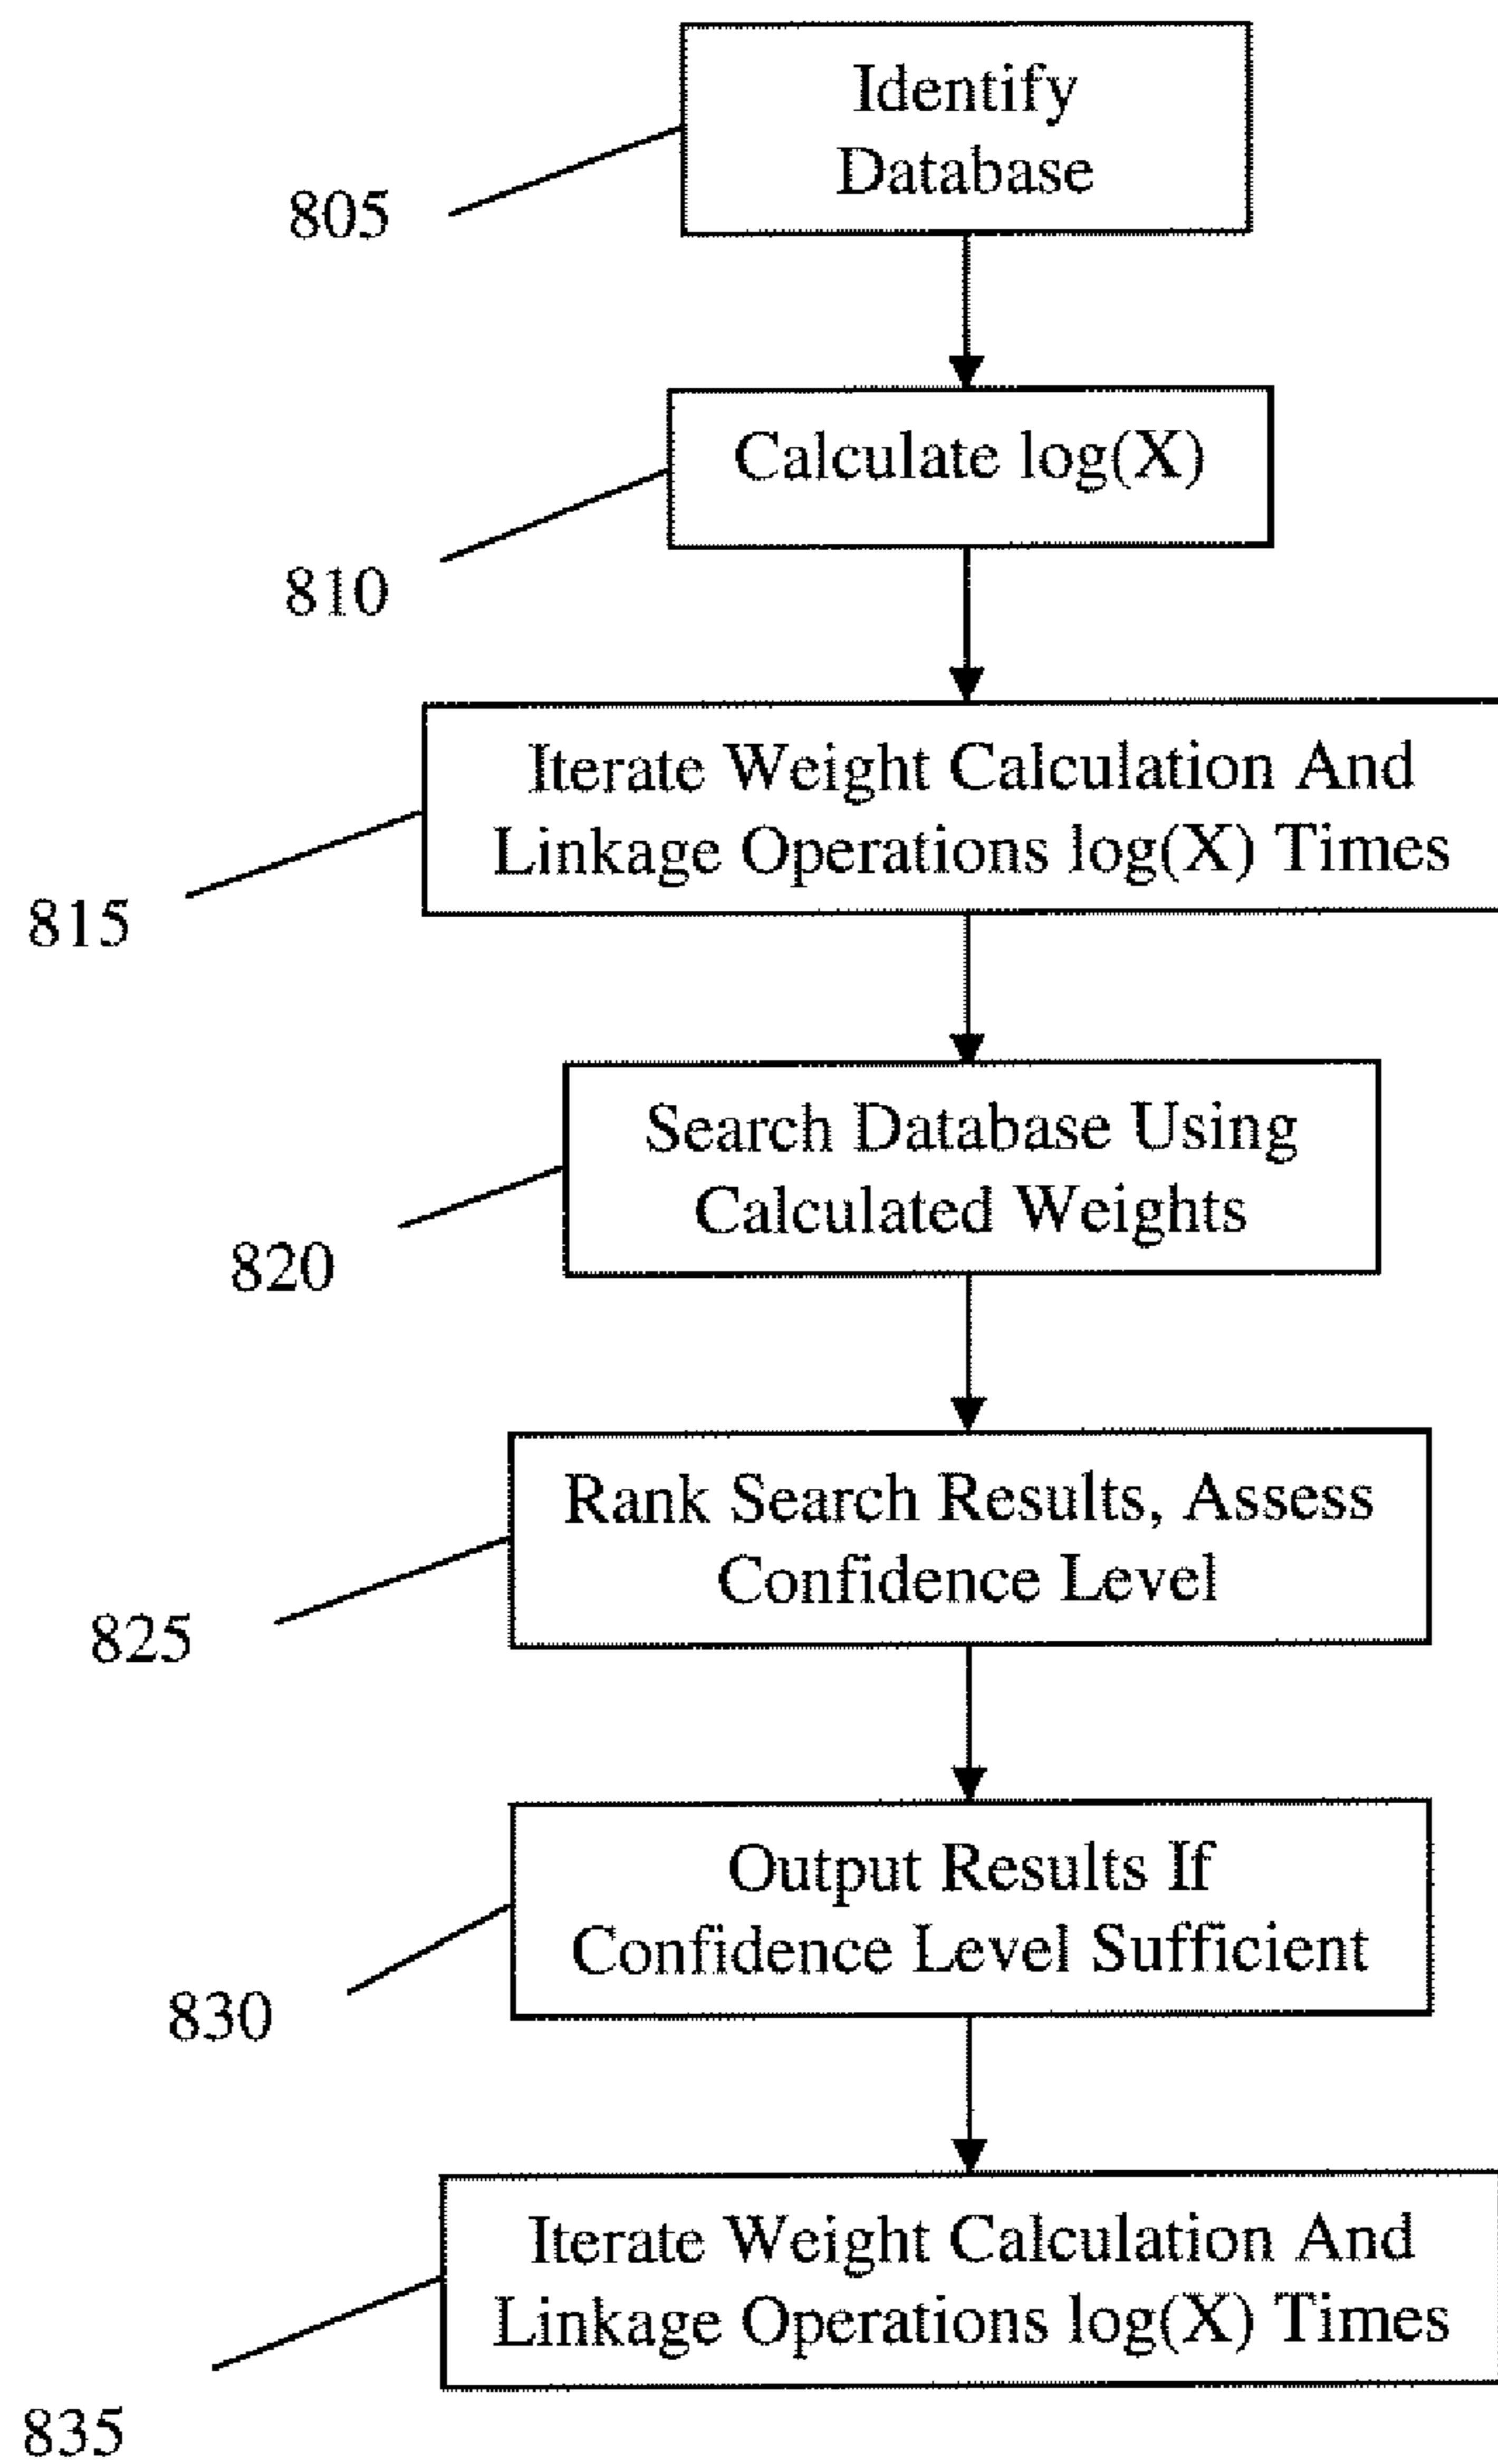 Identify
Database
805
Calculate log(X)
810
Iterate Weight Calculation And
Linkage Operations log(X) Times
815
Search Database Using
Calculated Weights
820
Rank Search Results, Assess
Confidence Level
825
Output Results If
Confidence Level Sufficient
830
Iterate Weight Calculation And
Linkage Operations log(X) Times
835